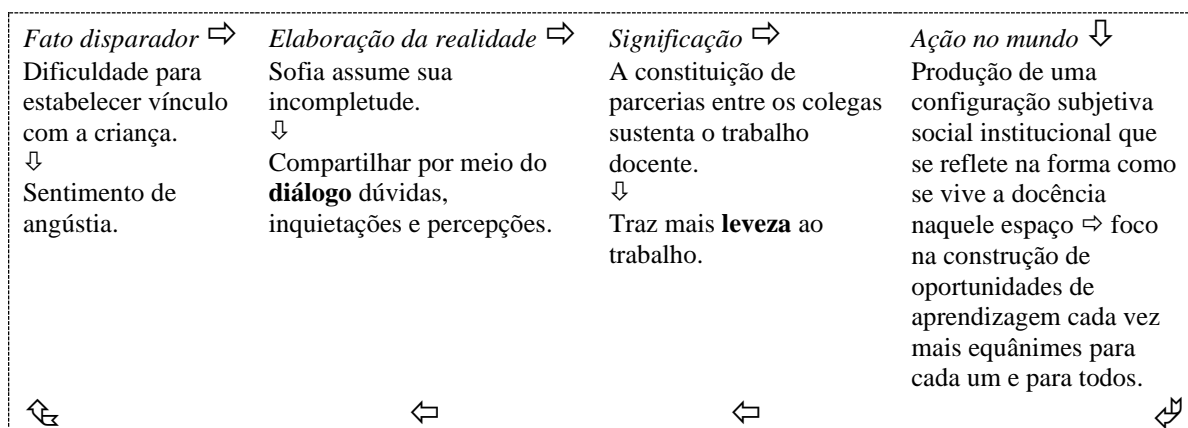 Fato disparador ⇨
Dificuldade para
estabelecer vínculo
com a criança.
⇩
Sentimento de
angústia.
Elaboração da realidade ⇨
Sofia assume sua
incompletude.
⇩
Compartilhar por meio do
diálogo dúvidas,
inquietações e percepções.
Significação ⇨
A constituição de
parcerias entre os colegas
sustenta o trabalho
docente.
⇩
Traz mais leveza ao
trabalho.
Ação no mundo ⇩
Produção de uma
configuração subjetiva
social institucional que
se reflete na forma como
se vive a docência
naquele espaço ⇨ foco
na construção de
oportunidades de
aprendizagem cada vez
mais equânimes para
cada um e para todos.